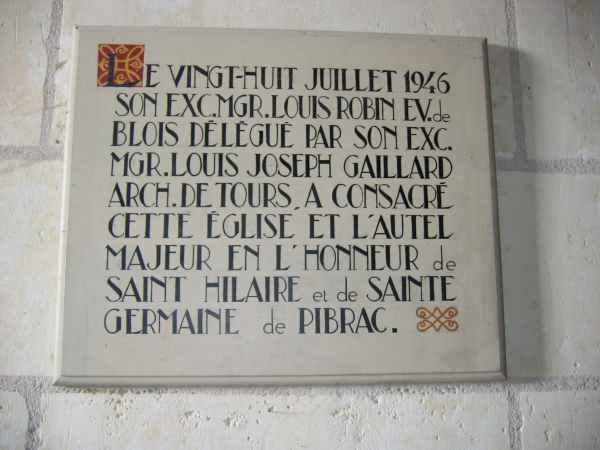 LE VINGT-HUIT JUILLET 1946
SON EXC. MGR. LOUIS ROBIN EV. de
BLOIS DÉLÉGUÉ PAR SON EXC.
MGR. LOUIS JOSEPH GAILLARD
ARCH. DE TOURS, A CONSACRÉ
CETTE ÉGLISE ET L'AUTEL
MAJEUR EN L'HONNEUR de
SAINT HILAIRE et de SAINTE
GERMAINE de PIBRAC.